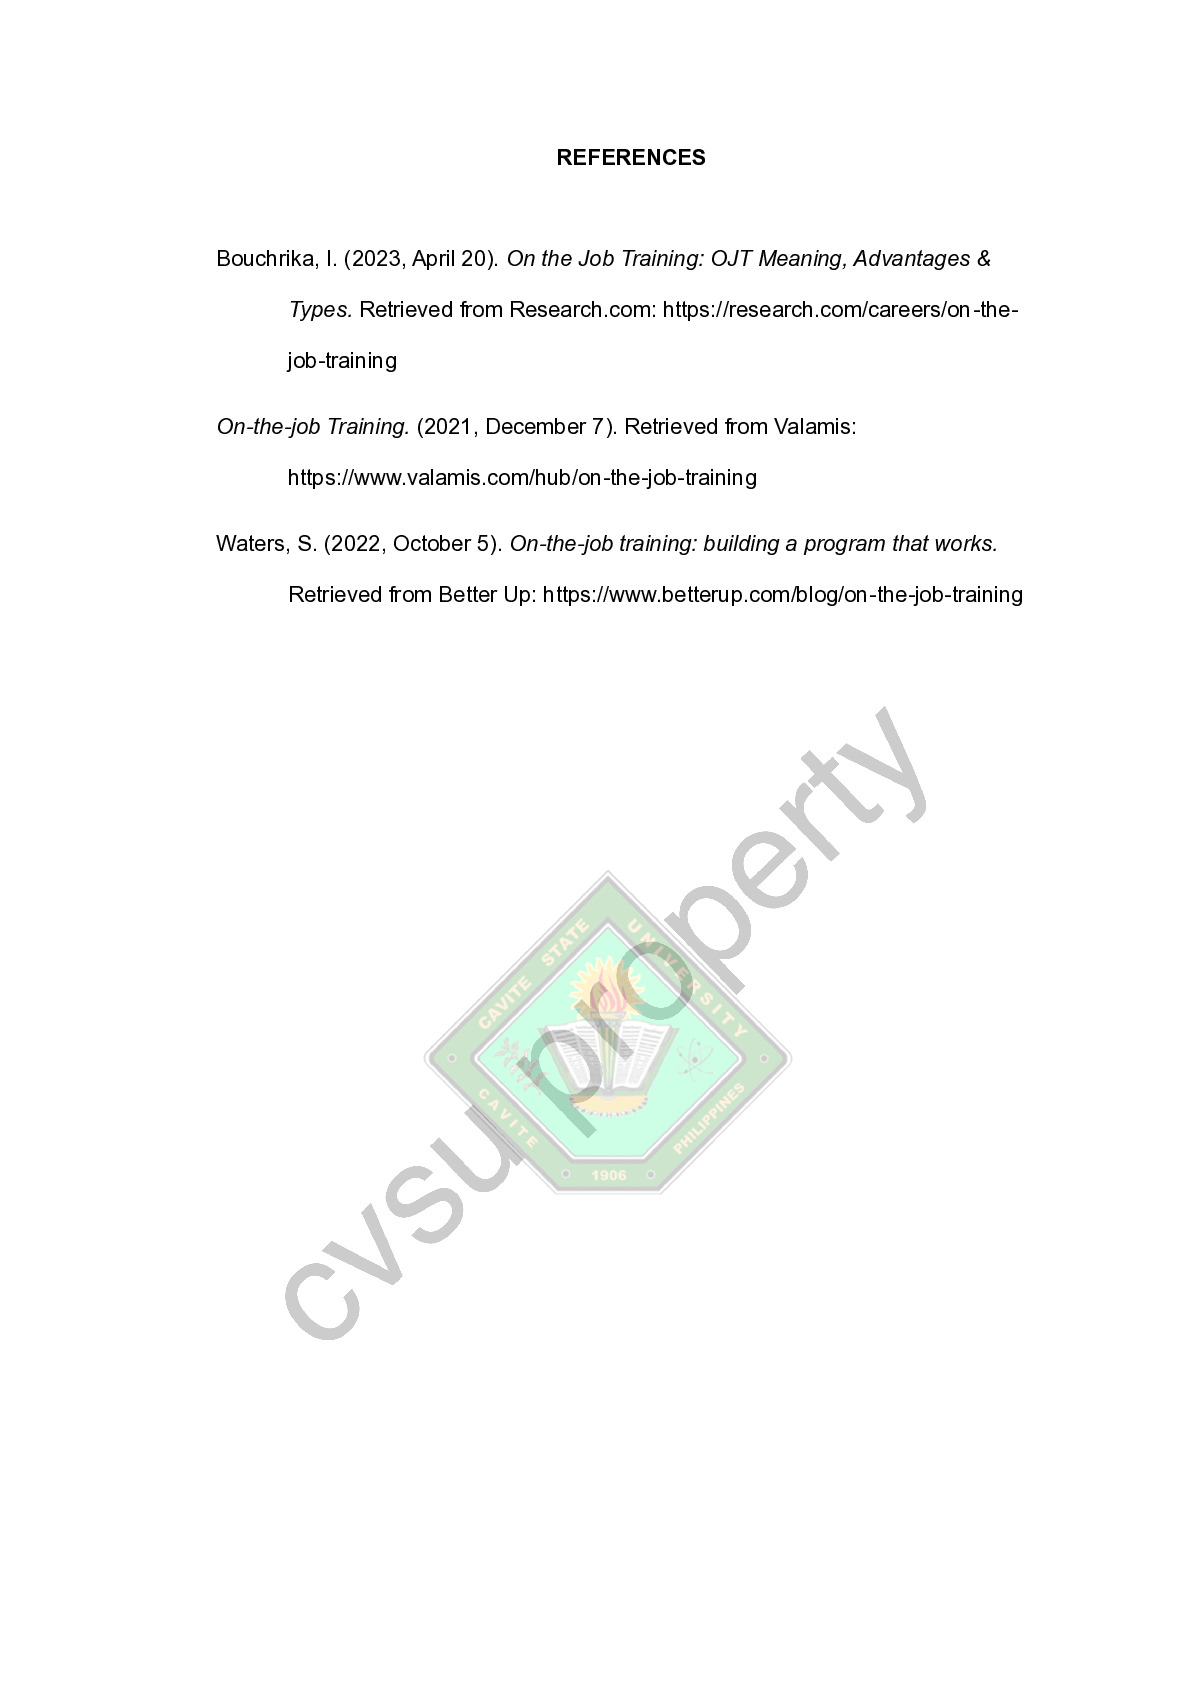 REFERENCES
Bouchrika, I. (2023, April 20). On the Job Training: OJT Meaning, Advantages &
Types. Retrieved from Research.com: https://research.com/careers/on-the-
job-training
On-the-job Training. (2021, December 7). Retrieved from Valamis:
https://www.valamis.com/hub/on-the-job-training
Waters, S. (2022, October 5). On-the-job training: building a program that works.
Retrieved from Better Up: https://www.betterup.com/blog/on-the-job-training
cvsu property
CAVITE STATE UNIVERSITY
CAVITE
1906
PHILIPPINES